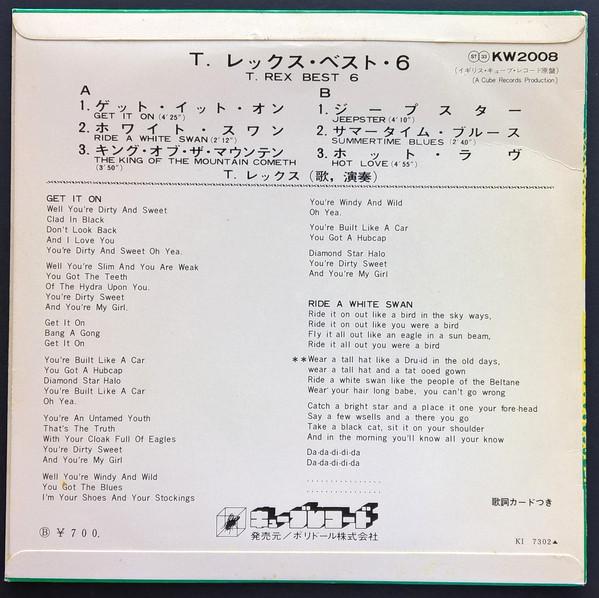 T. レックス・ベスト・6
T. REX BEST 6
ST 33 KW2008
(イギリス・キューブ・レコード原盤)
(A Cube Records Production)
A
1. ゲット・イット・オン
GET IT ON (4'25")
2. ホワイト・スワン
RIDE A WHITE SWAN (2'12")
3. キング・オブ・ザ・マウンテン
THE KING OF THE MOUNTAIN COMETH
(3'50")
B
1. ジープスター
JEEPSTER (4'10")
2. サマータイム・ブルース
SUMMERTIME BLUES (2'40")
3. ホット・ラヴ
HOT LOVE (4'55")
T. レックス (歌, 演奏)
GET IT ON
Well You're Dirty And Sweet
Clad In Black
Don't Look Back
And I Love You
You're Dirty And Sweet Oh Yea.
Well You're Slim And You Are Weak
You Got The Teeth
Of The Hydra Upon You.
You're Dirty Sweet
And You're My Girl.
Get It On
Bang A Gong
Get It On
You're Built Like A Car
You Got A Hubcap
Diamond Star Halo
You're Built Like A Car
Oh Yea.
You're An Untamed Youth
That's The Truth
With Your Cloak Full Of Eagles
You're Dirty Sweet
And You're My Girl
Well You're Windy And Wild
You Got The Blues
I'm Your Shoes And Your Stockings
You're Windy And Wild
Oh Yea.
You're Built Like A Car
You Got A Hubcap
Diamond Star Halo
You're Dirty Sweet
And You're My Girl
RIDE A WHITE SWAN
Ride it on out like a bird in the sky ways,
Ride it on out like you were a bird
Fly it all out like an eagle in a sun beam,
Ride it all out you were a bird
**Wear a tall hat like a Dru-id in the old days,
wear a tall hat and a tat ooed gown
Ride a white swan like the people of the Beltane
Wear your hair long babe, you can't go wrong
Catch a bright star and a place it one your fore-head
Say a few wsells and a there you go
Take a black cat, sit it on your shoulder
And in the morning you'll know all your know
Da-da-di-di-da
Da-da-di-di-da
...............
...............
歌詞カードつき
Ⓑ ¥700.
キューブレコード
発売元/ポリドール株式会社
KI 7302▲